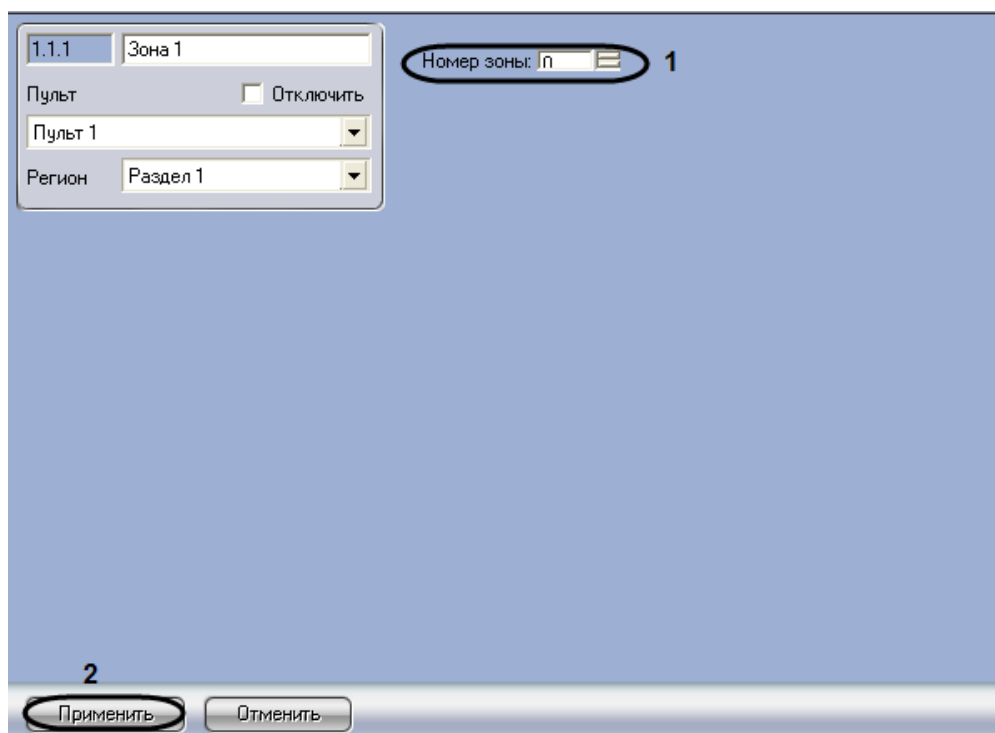 1.1.1 Зона 1
Номер зоны: 1
Пульт Отключить
Пульт 1
Регион Раздел 1
2
Применить Отменить